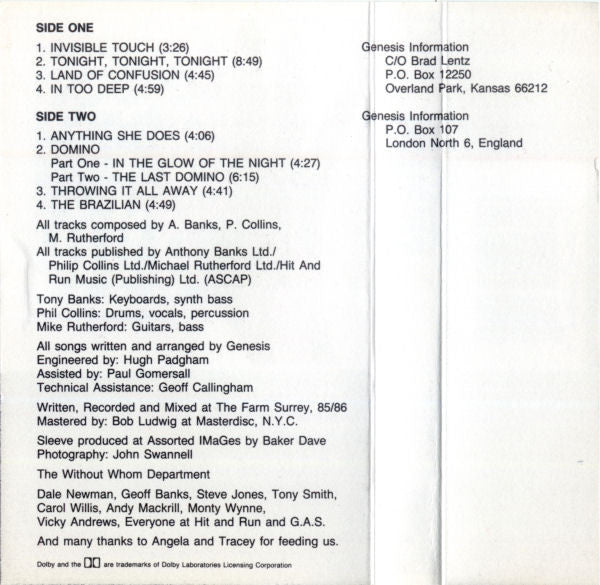 SIDE ONE
1. INVISIBLE TOUCH (3:26)
2. TONIGHT, TONIGHT, TONIGHT (8:49)
3. LAND OF CONFUSION (4:45)
4. IN TOO DEEP (4:59)
SIDE TWO
1. ANYTHING SHE DOES (4:06)
2. DOMINO
Part One - IN THE GLOW OF THE NIGHT (4:27)
Part Two - THE LAST DOMINO (6:15)
3. THROWING IT ALL AWAY (4:41)
4. THE BRAZILIAN (4:49)
All tracks composed by A. Banks, P. Collins,
M. Rutherford
All tracks published by Anthony Banks Ltd./
Philip Collins Ltd./Michael Rutherford Ltd./Hit And
Run Music (Publishing) Ltd. (ASCAP)
Tony Banks: Keyboards, synth bass
Phil Collins: Drums, vocals, percussion
Mike Rutherford: Guitars, bass
All songs written and arranged by Genesis
Engineered by: Hugh Padgham
Assisted by: Paul Gomersall
Technical Assistance: Geoff Callingham
Written, Recorded and Mixed at The Farm Surrey, 85/86
Mastered by: Bob Ludwig at Masterdisc, N.Y.C.
Sleeve produced at Assorted IMaGes by Baker Dave
Photography: John Swannell
The Without Whom Department
Dale Newman, Geoff Banks, Steve Jones, Tony Smith,
Carol Willis, Andy Mackrill, Monty Wynne,
Vicky Andrews, Everyone at Hit and Run and G.A.S.
And many thanks to Angela and Tracey for feeding us.
Dolby and the are trademarks of Dolby Laboratories Licensing Corporation
Genesis Information
C/O Brad Lentz
P.O. Box 12250
Overland Park, Kansas 66212
Genesis Information
P.O. Box 107
London North 6, England